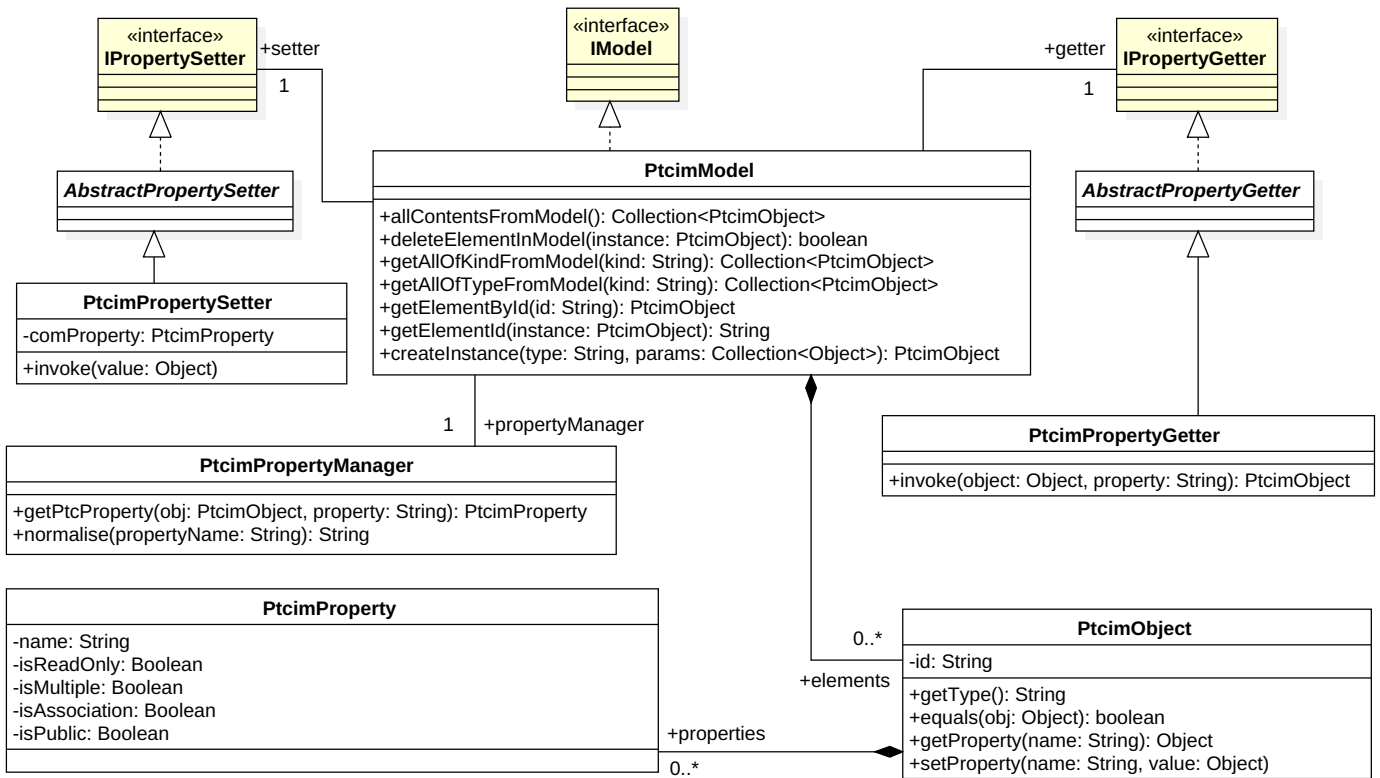 «interface»
IPropertySetter
+setter
1
«interface»
IModel
+getter
1
«interface»
IPropertyGetter
AbstractPropertySetter
PtcimPropertySetter
-comProperty: PtcimProperty
+invoke(value: Object)
PtcimModel
+allContentsFromModel(): Collection<PtcimObject>
+deleteElementInModel(instance: PtcimObject): boolean
+getAllOfKindFromModel(kind: String): Collection<PtcimObject>
+getAllOfTypeFromModel(kind: String): Collection<PtcimObject>
+getElementById(id: String): PtcimObject
+getElementId(instance: PtcimObject): String
+createInstance(type: String, params: Collection<Object>): PtcimObject
AbstractPropertyGetter
PtcimPropertyGetter
+invoke(object: Object, property: String): PtcimObject
1
+propertyManager
PtcimPropertyManager
+getPtcProperty(obj: PtcimObject, property: String): PtcimProperty
+normalise(propertyName: String): String
PtcimProperty
-name: String
-isReadOnly: Boolean
-isMultiple: Boolean
-isAssociation: Boolean
-isPublic: Boolean
0..*
+elements
+properties
0..*
PtcimObject
-id: String
+getType(): String
+equals(obj: Object): boolean
+getProperty(name: String): Object
+setProperty(name: String, value: Object)